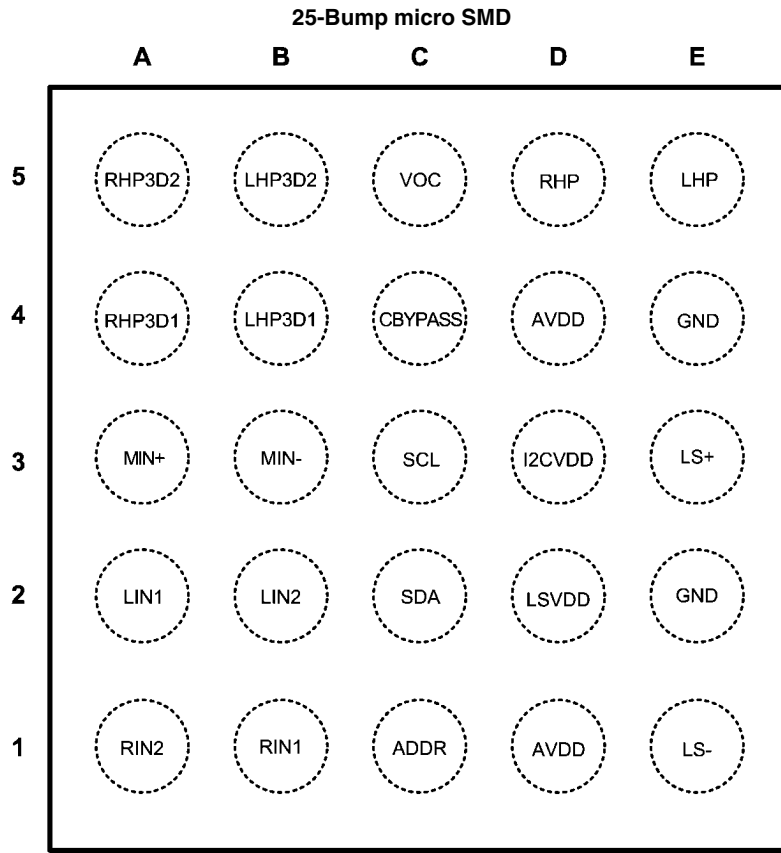 25-Bump micro SMD
A B C D E
5 RHP3D2 LHP3D2 VOC RHP LHP
4 RHP3D1 LHP3D1 CBYPASS AVDD GND
3 MIN+ MIN- SCL I2CVDD LS+
2 LIN1 LIN2 SDA LSVDD GND
1 RIN2 RIN1 ADDR AVDD LS-